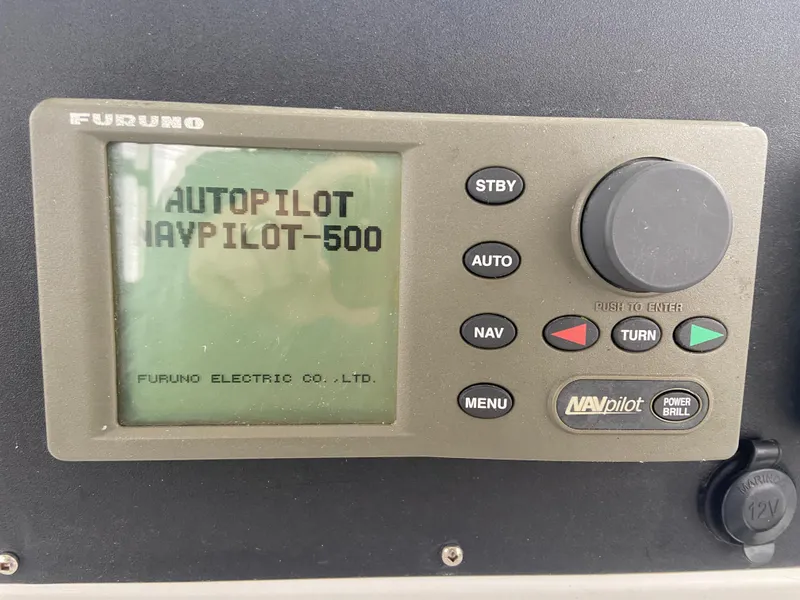 FURUNO
AUTOPILOT
NAVPILOT-500
FURUNO ELECTRIC CO.,LTD.
STBY
AUTO
PUSH TO ENTER
NAV
TURN
MENU
NAVpilot
POWER
BRILL
MARINE
12V